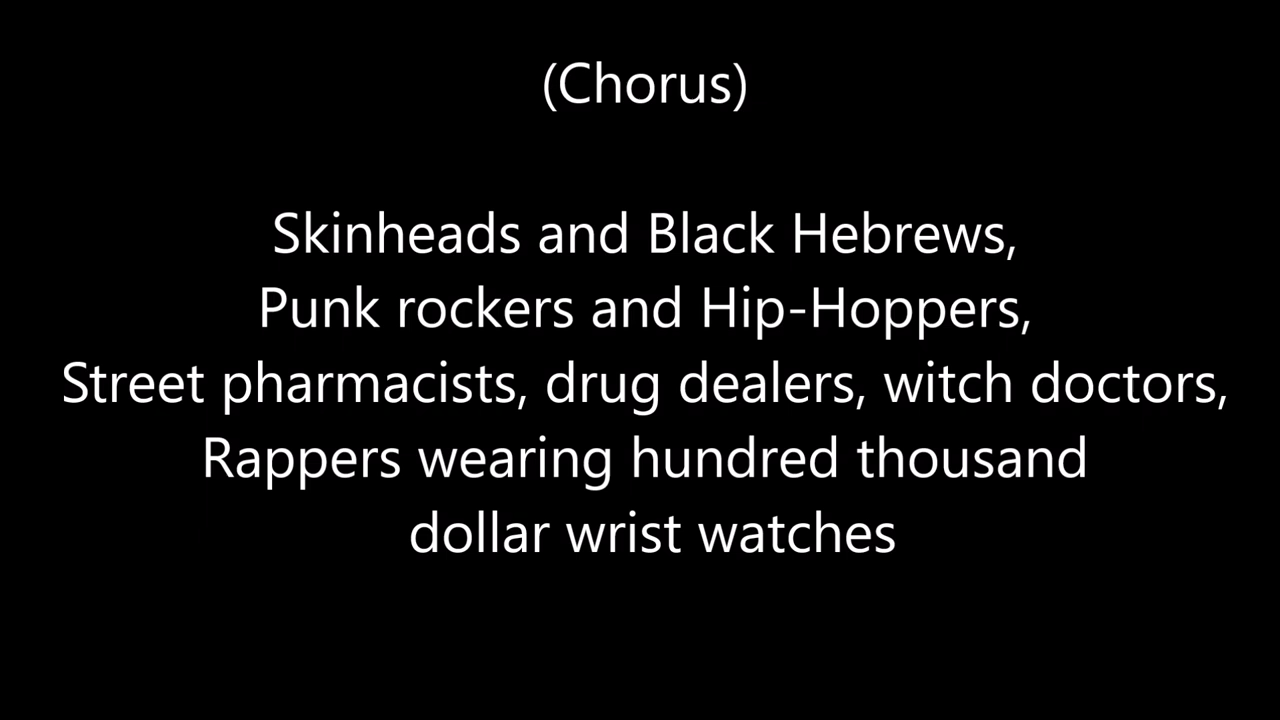 (Chorus)
Skinheads and Black Hebrews,
Punk rockers and Hip-Hoppers,
Street pharmacists, drug dealers, witch doctors,
Rappers wearing hundred thousand
dollar wrist watches